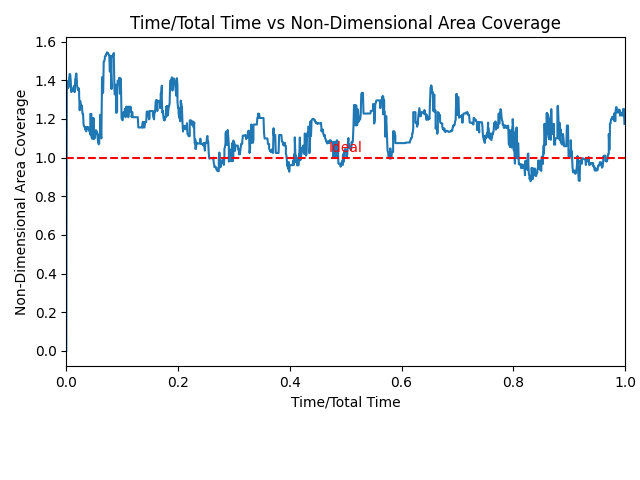 Time/Total Time vs Non-Dimensional Area Coverage
Non-Dimensional Area Coverage
1.6
1.4
1.2
1.0
0.8
0.6
0.4
0.2
0.0
Ideal
0.0 0.2 0.4 0.6 0.8 1.0
Time/Total Time